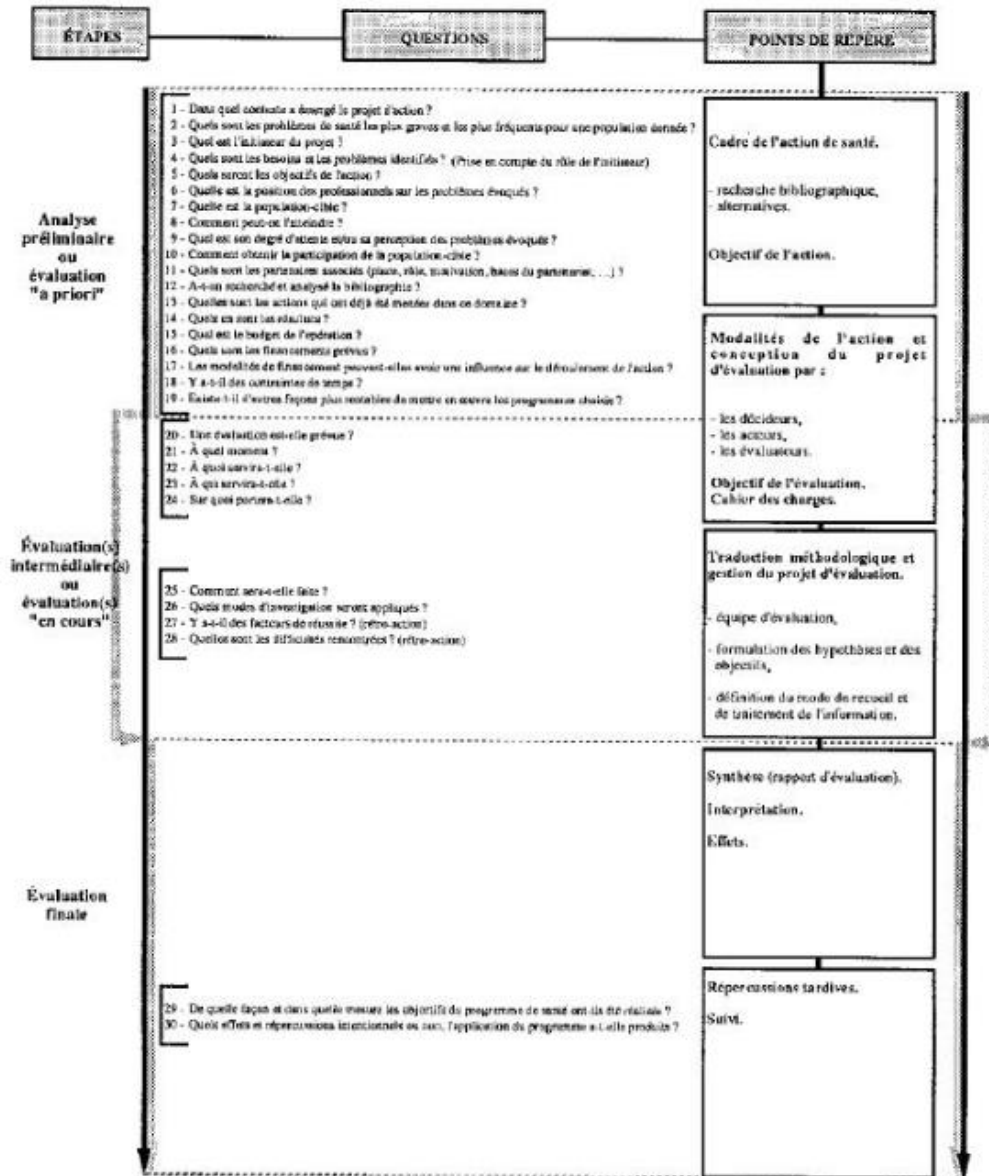 ÉTAPES
QUESTIONS
POINTS DE REPÈRE
Analyse
préliminaire
ou
évaluation
"a priori"
1 - Dans quel contexte a émergé le projet d'action ?
2 - Quels sont les problèmes de santé les plus graves et les plus fréquents pour une population donnée ?
3 - Quel est l'initiateur du projet ?
4 - Quels sont les besoins et les problèmes identifiés ? (Prise en compte du rôle de l'initiateur)
5 - Quels seront les objectifs de l'action ?
6 - Quelle est la position des professionnels sur les problèmes évoqués ?
7 - Quelle est la population-cible ?
8 - Comment peut-on l'atteindre ?
9 - Quel est son degré d'attente et/ou sa perception des problèmes évoqués ?
10 - Comment obtenir la participation de la population-cible ?
11 - Quels sont les partenaires associés (place, rôle, motivation, bases du partenariat, ...) ?
12 - A-t-on recherché et analysé la bibliographie ?
13 - Quelles sont les actions qui ont déjà été menées dans ce domaine ?
14 - Quels en sont les résultats ?
15 - Quel est le budget de l'opération ?
16 - Quels sont les financements prévus ?
17 - Les modalités de financement peuvent-elles avoir une influence sur le déroulement de l'action ?
18 - Y a-t-il des contraintes de temps ?
19 - Existe-t-il d'autres façons plus rentables de mettre en œuvre les programmes choisis ?
Cadre de l'action de santé.
- recherche bibliographique,
- alternatives.
Objectif de l'action.
Modalités de l'action et
conception du projet
d'évaluation par :
- les décideurs,
- les acteurs,
- les évaluateurs.
Objectif de l'évaluation.
Cahier des charges.
Évaluation(s)
intermédiaire(s)
ou
évaluation(s)
"en cours"
20 - Une évaluation est-elle prévue ?
21 - À quel moment ?
22 - À quoi servira-t-elle ?
23 - À qui servira-t-elle ?
24 - Sur quoi portera-t-elle ?
25 - Comment sera-t-elle faite ?
26 - Quels modes d'investigation seront appliqués ?
27 - Y a-t-il des facteurs de réussite ? (rétro-action)
28 - Quelles sont les difficultés rencontrées ? (rétro-action)
Traduction méthodologique et
gestion du projet d'évaluation.
- équipe d'évaluation,
- formulation des hypothèses et des
objectifs,
- définition du mode de recueil et
de traitement de l'information.
Évaluation
finale
Synthèse (rapport d'évaluation).
Interprétation.
Effets.
29 - De quelle façon et dans quelle mesure les objectifs du programme de santé ont-ils été réalisés ?
30 - Quels effets et répercussions intentionnels ou non, l'application du programme a-t-elle produits ?
Répercussions tardives.
Suivi.